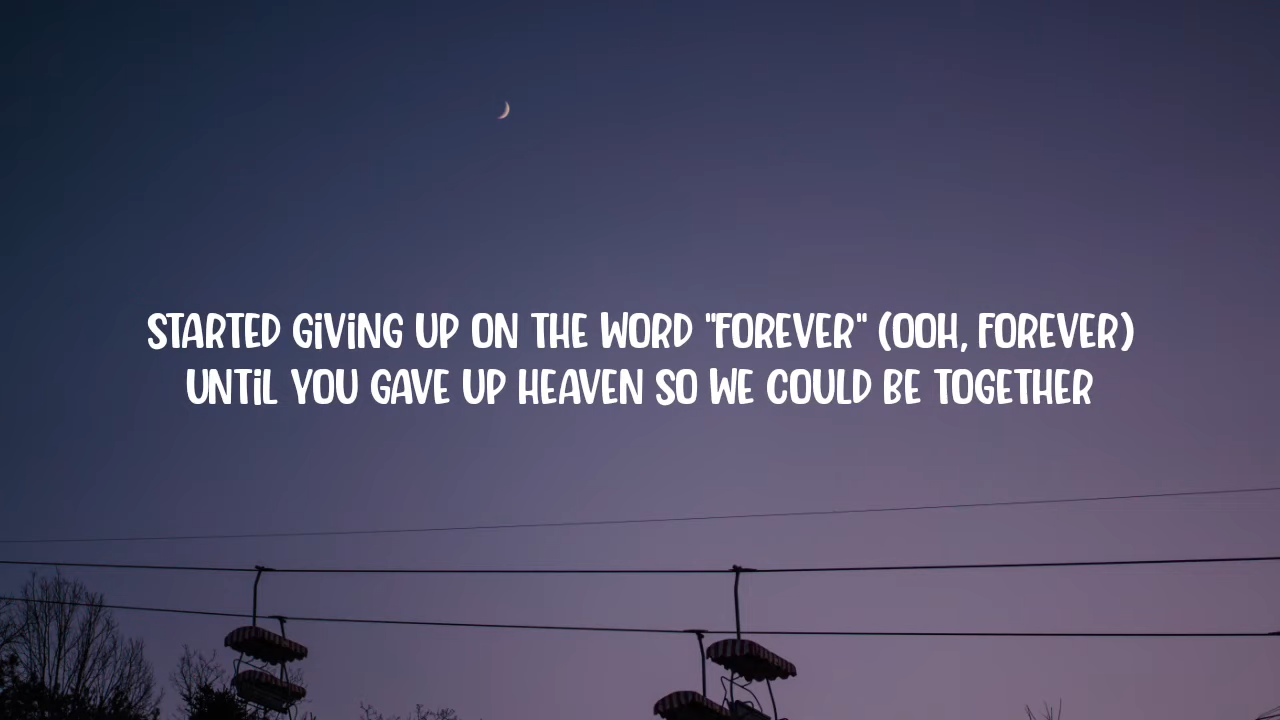 STARTED GIVING UP ON THE WORD "FOREVER" (OOH, FOREVER)
UNTIL YOU GAVE UP HEAVEN SO WE COULD BE TOGETHER